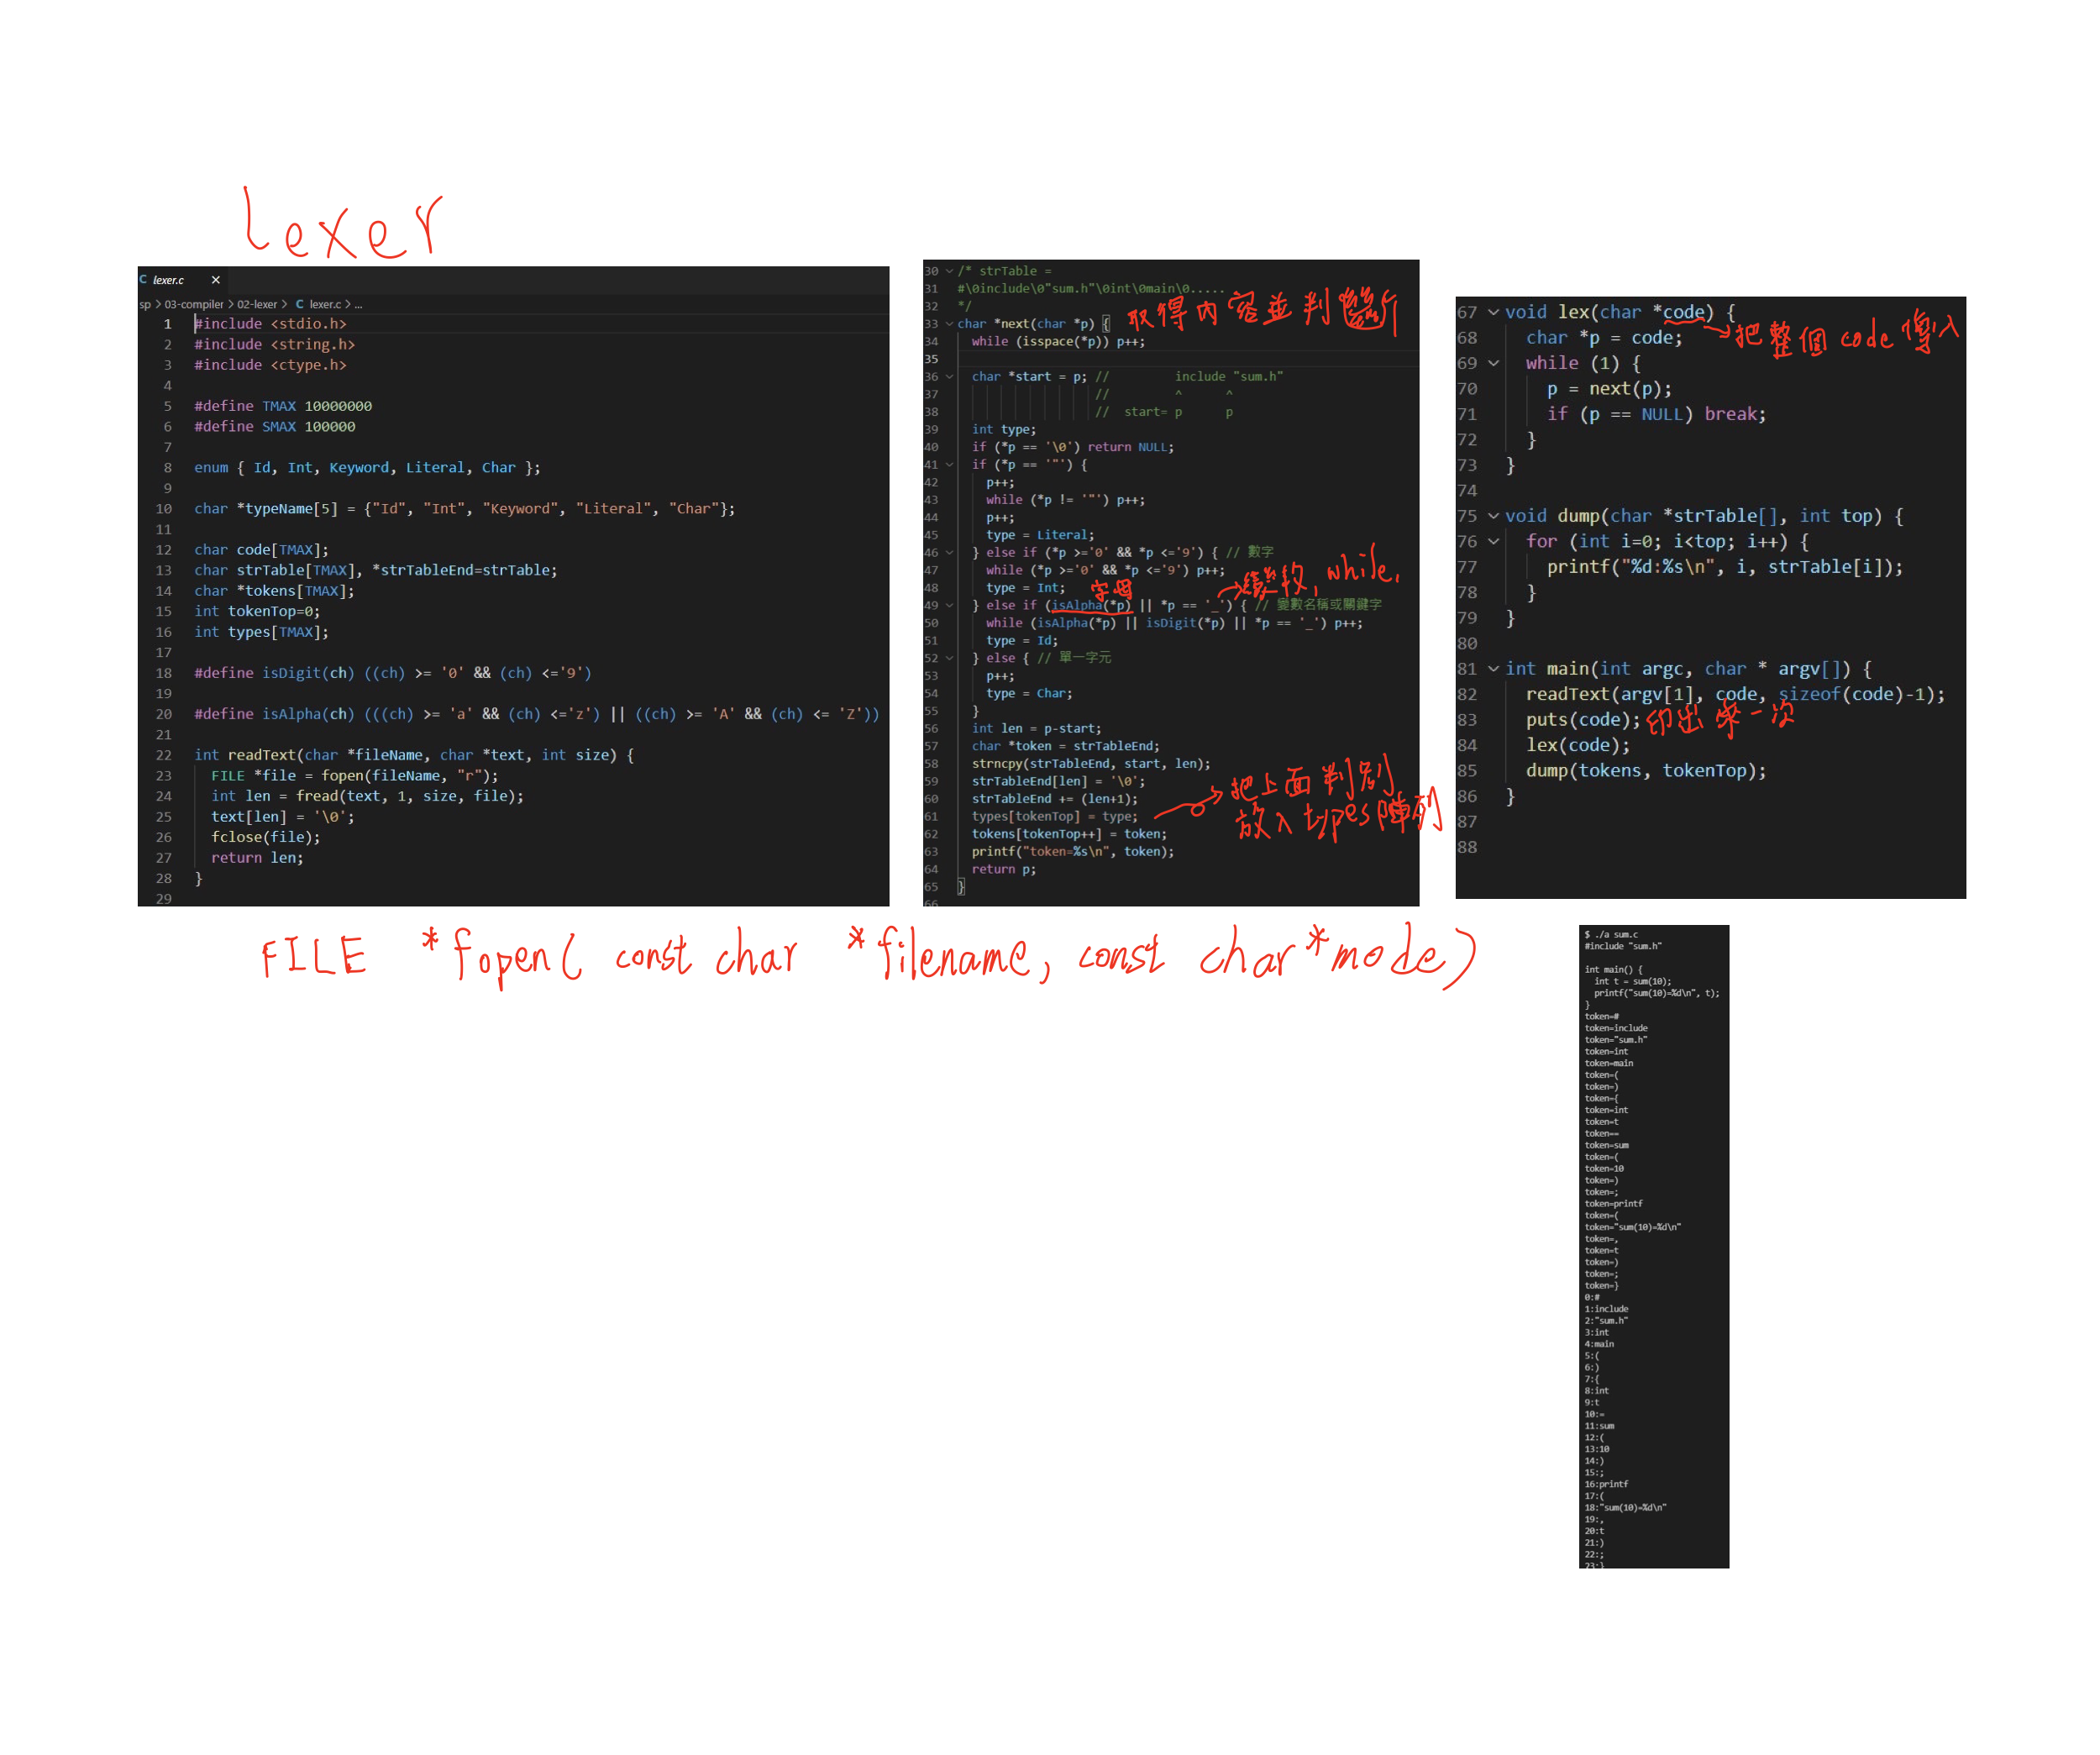 lexer
C lexer.c ×
sp > 03-compiler > 02-lexer > C lexer.c > ...
1 #include <stdio.h>
2 #include <string.h>
3 #include <ctype.h>
4
5 #define TMAX 10000000
6 #define SMAX 100000
7
8 enum { Id, Int, Keyword, Literal, Char };
9
10 char *typeName[5] = {"Id", "Int", "Keyword", "Literal", "Char"};
11
12 char code[TMAX];
13 char strTable[TMAX], *strTableEnd=strTable;
14 char *tokens[TMAX];
15 int tokenTop=0;
16 int types[TMAX];
17
18 #define isDigit(ch) ((ch) >= '0' && (ch) <='9')
19
20 #define isAlpha(ch) (((ch) >= 'a' && (ch) <='z') || ((ch) >= 'A' && (ch) <= 'Z'))
21
22 int readText(char *fileName, char *text, int size) {
23 FILE *file = fopen(fileName, "r");
24 int len = fread(text, 1, size, file);
25 text[len] = '\0';
26 fclose(file);
27 return len;
28 }
29
30 /* strTable =
31 #\0include\0"sum.h"\0int\0main\0.....
32 */
33 char *next(char *p) {
取得內容並判斷
34 while (isspace(*p)) p++;
35
36 char *start = p; // include "sum.h"
37 // ^ ^
38 // start= p p
39 int type;
40 if (*p == '\0') return NULL;
41 if (*p == '"') {
42 p++;
43 while (*p != '"') p++;
44 p++;
45 type = Literal;
46 } else if (*p >='0' && *p <='9') { // 數字
47 while (*p >='0' && *p <='9') p++;
48 type = Int;
字母
→變數, while.
49 } else if (isAlpha(*p) || *p == '_') { // 變數名稱或關鍵字
50 while (isAlpha(*p) || isDigit(*p) || *p == '_') p++;
51 type = Id;
52 } else { // 單一字元
53 p++;
54 type = Char;
55 }
56 int len = p-start;
57 char *token = strTableEnd;
58 strncpy(strTableEnd, start, len);
59 strTableEnd[len] = '\0';
60 strTableEnd += (len+1);
61 types[tokenTop] = type;
→把上面判別
放入types陣列
62 tokens[tokenTop++] = token;
63 printf("token=%s\n", token);
64 return p;
65 }
66
67 void lex(char *code) {
→把整個code傳入
68 char *p = code;
69 while (1) {
70 p = next(p);
71 if (p == NULL) break;
72 }
73 }
74
75 void dump(char *strTable[], int top) {
76 for (int i=0; i<top; i++) {
77 printf("%d:%s\n", i, strTable[i]);
78 }
79 }
80
81 int main(int argc, char * argv[]) {
82 readText(argv[1], code, sizeof(code)-1);
83 puts(code); 印出來一次
84 lex(code);
85 dump(tokens, tokenTop);
86 }
87
88
FILE *fopen( const char *filename, const char*mode)
$ ./a sum.c
#include "sum.h"
int main() {
int t = sum(10);
printf("sum(10)=%d\n", t);
}
token=#
token=include
token="sum.h"
token=int
token=main
token=(
token=)
token={
token=int
token=t
token==
token=sum
token=(
token=10
token=)
token=;
token=printf
token=(
token="sum(10)=%d\n"
token=,
token=t
token=)
token=;
token=}
0:#
1:include
2:"sum.h"
3:int
4:main
5:(
6:)
7:{
8:int
9:t
10:=
11:sum
12:(
13:10
14:)
15:;
16:printf
17:(
18:"sum(10)=%d\n"
19:,
20:t
21:)
22:;
23:}